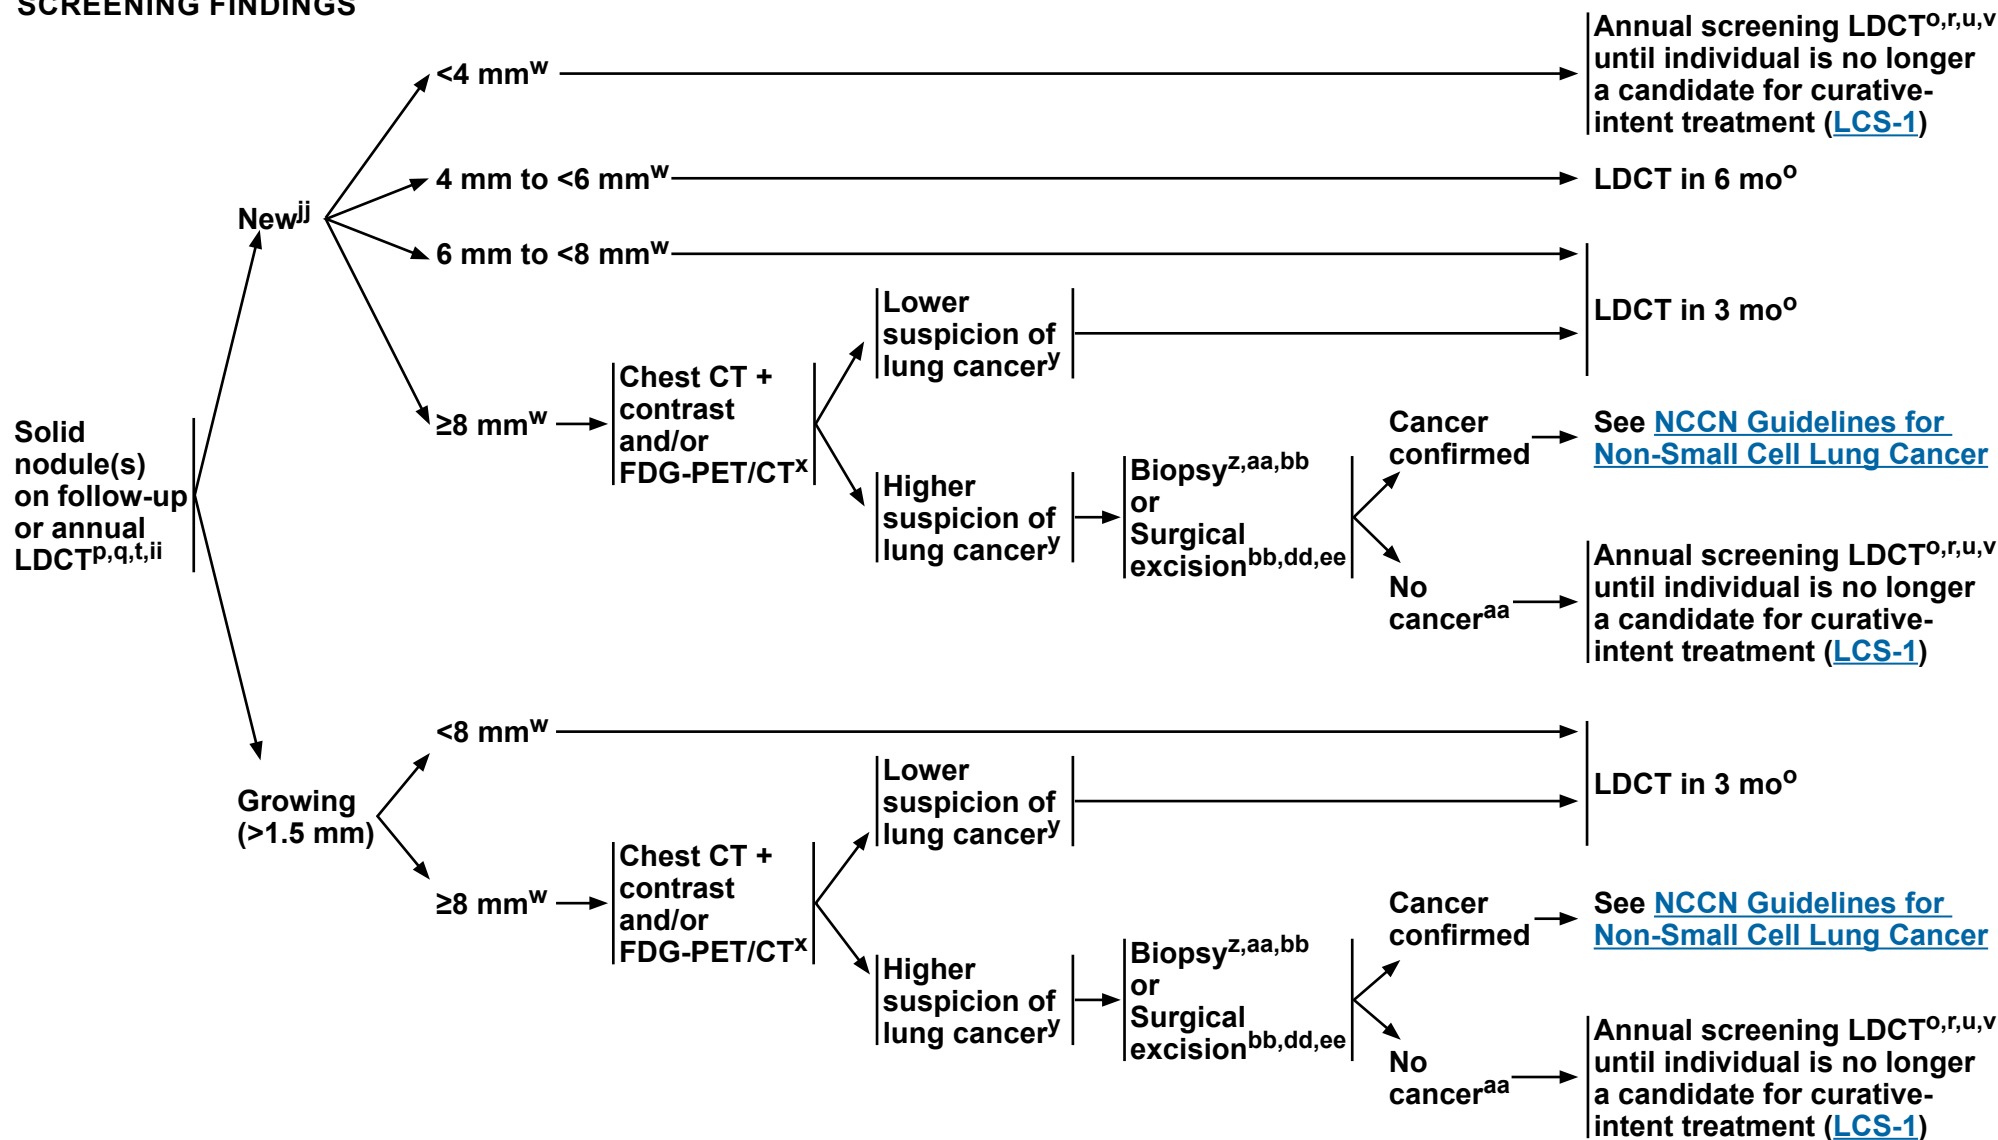 SCREENING FINDINGS
Solid
nodule(s)
on follow-up
or annual
LDCTp,q,t,ii
Newjj
<4 mmw
Annual screening LDCTo,r,u,v
until individual is no longer
a candidate for curative-
intent treatment (LCS-1)
4 mm to <6 mmw
LDCT in 6 moo
6 mm to <8 mmw
LDCT in 3 moo
≥8 mmw
Chest CT +
contrast
and/or
FDG-PET/CTx
Lower
suspicion of
lung cancery
Higher
suspicion of
lung cancery
Biopsyz,aa,bb
or
Surgical
excisionbb,dd,ee
Cancer
confirmed
See NCCN Guidelines for
Non-Small Cell Lung Cancer
No
canceraa
Annual screening LDCTo,r,u,v
until individual is no longer
a candidate for curative-
intent treatment (LCS-1)
Growing
(>1.5 mm)
<8 mmw
LDCT in 3 moo
≥8 mmw
Chest CT +
contrast
and/or
FDG-PET/CTx
Lower
suspicion of
lung cancery
Higher
suspicion of
lung cancery
Biopsyz,aa,bb
or
Surgical
excisionbb,dd,ee
Cancer
confirmed
See NCCN Guidelines for
Non-Small Cell Lung Cancer
No
canceraa
Annual screening LDCTo,r,u,v
until individual is no longer
a candidate for curative-
intent treatment (LCS-1)